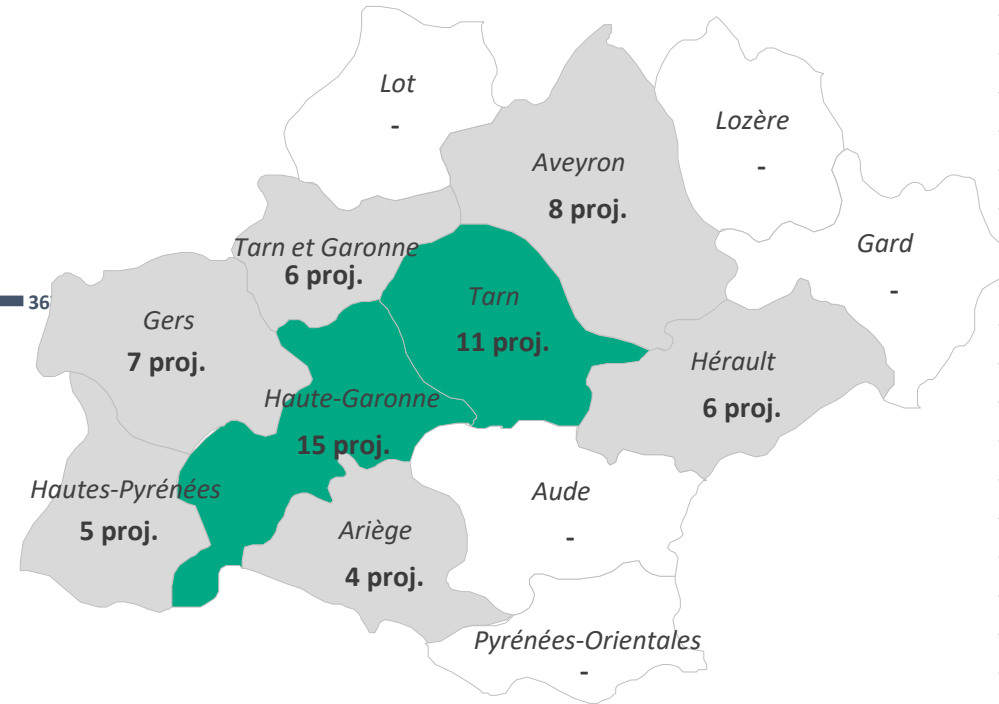 Lot
-
Lozère
-
Aveyron
8 proj.
Gard
-
Tarn et Garonne
6 proj.
Tarn
11 proj.
36
Gers
7 proj.
Hérault
6 proj.
Haute-Garonne
15 proj.
Hautes-Pyrénées
5 proj.
Aude
-
Ariège
4 proj.
Pyrénées-Orientales
-